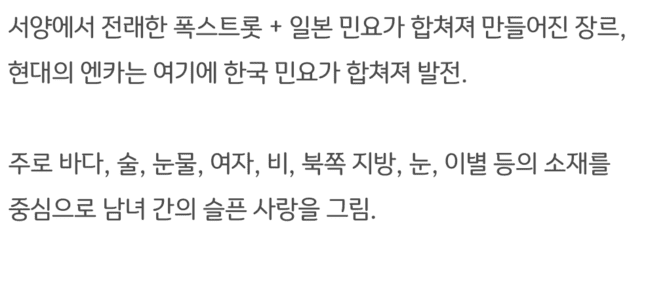 서양에서 전래한 폭스트롯 + 일본 민요가 합쳐져 만들어진 장르,
현대의 엔카는 여기에 한국 민요가 합쳐져 발전.
주로 바다, 술, 눈물, 여자, 비, 북쪽 지방, 눈, 이별 등의 소재를
중심으로 남녀 간의 슬픈 사랑을 그림.